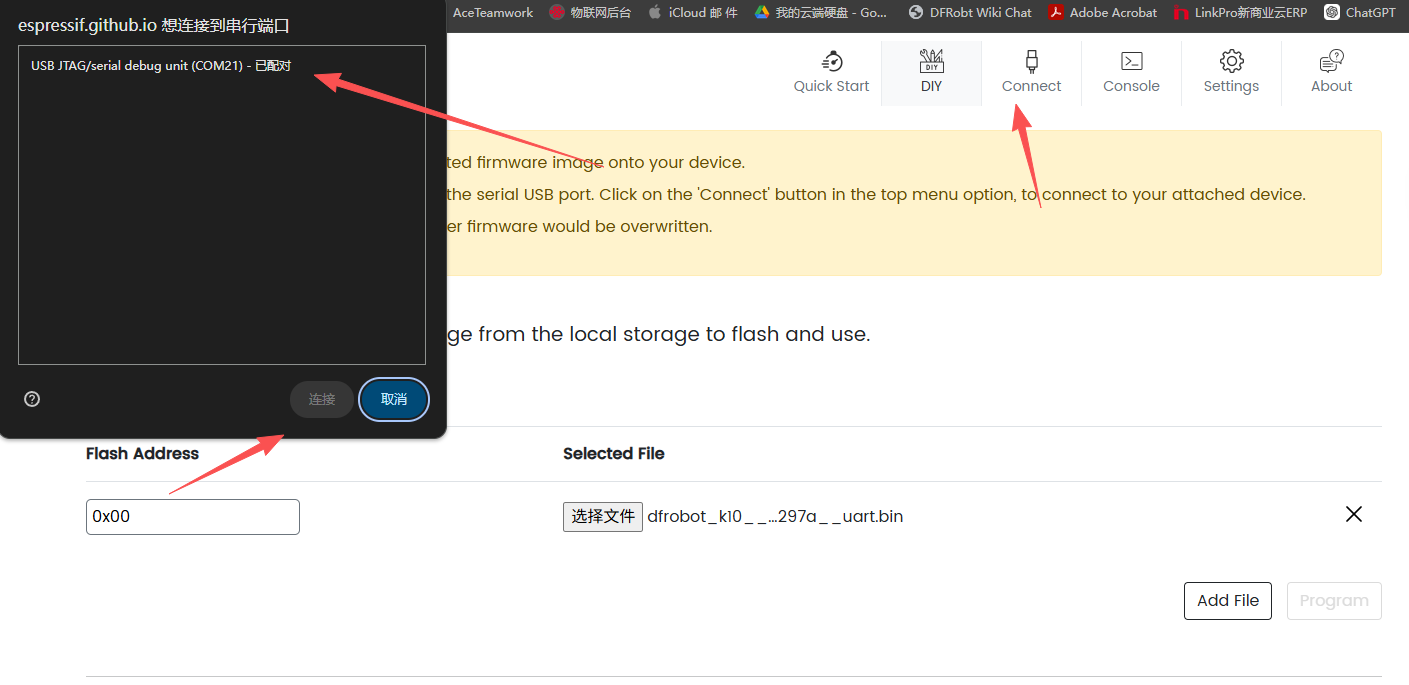 espressif.github.io 想连接到串行端口
USB JTAG/serial debug unit (COM21) - 已配对
连接
取消
AceTeamwork
物联网后台
iCloud 邮 件
我的云端硬盘 - Go...
DFRobt Wiki Chat
Adobe Acrobat
LinkPro新商业云ERP
ChatGPT
Quick Start
DIY
Connect
Console
Settings
About
ted firmware image onto your device.
the serial USB port. Click on the 'Connect' button in the top menu option, to connect to your attached device.
er firmware would be overwritten.
ge from the local storage to flash and use.
Flash Address
Selected File
0x00
选择文件 dfrobot_k10__...297a__uart.bin
Add File
Program